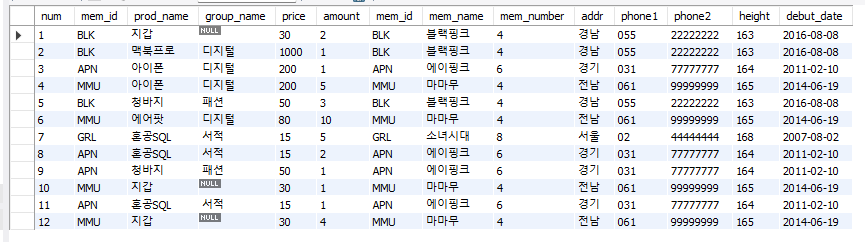 num mem_id prod_name group_name price amount mem_id mem_name mem_number addr phone1 phone2 height debut_date
1 BLK 지갑 NULL 30 2 BLK 블랙핑크 4 경남 055 22222222 163 2016-08-08
2 BLK 맥북프로 디지털 1000 1 BLK 블랙핑크 4 경남 055 22222222 163 2016-08-08
3 APN 아이폰 디지털 200 1 APN 에이핑크 6 경기 031 77777777 164 2011-02-10
4 MMU 아이폰 디지털 200 5 MMU 마마무 4 전남 061 99999999 165 2014-06-19
5 BLK 청바지 패션 50 3 BLK 블랙핑크 4 경남 055 22222222 163 2016-08-08
6 MMU 에어팟 디지털 80 10 MMU 마마무 4 전남 061 99999999 165 2014-06-19
7 GRL 혼공SQL 서적 15 5 GRL 소녀시대 8 서울 02 44444444 168 2007-08-02
8 APN 혼공SQL 서적 15 2 APN 에이핑크 6 경기 031 77777777 164 2011-02-10
9 APN 청바지 패션 50 1 APN 에이핑크 6 경기 031 77777777 164 2011-02-10
10 MMU 지갑 NULL 30 1 MMU 마마무 4 전남 061 99999999 165 2014-06-19
11 APN 혼공SQL 서적 15 1 APN 에이핑크 6 경기 031 77777777 164 2011-02-10
12 MMU 지갑 NULL 30 4 MMU 마마무 4 전남 061 99999999 165 2014-06-19